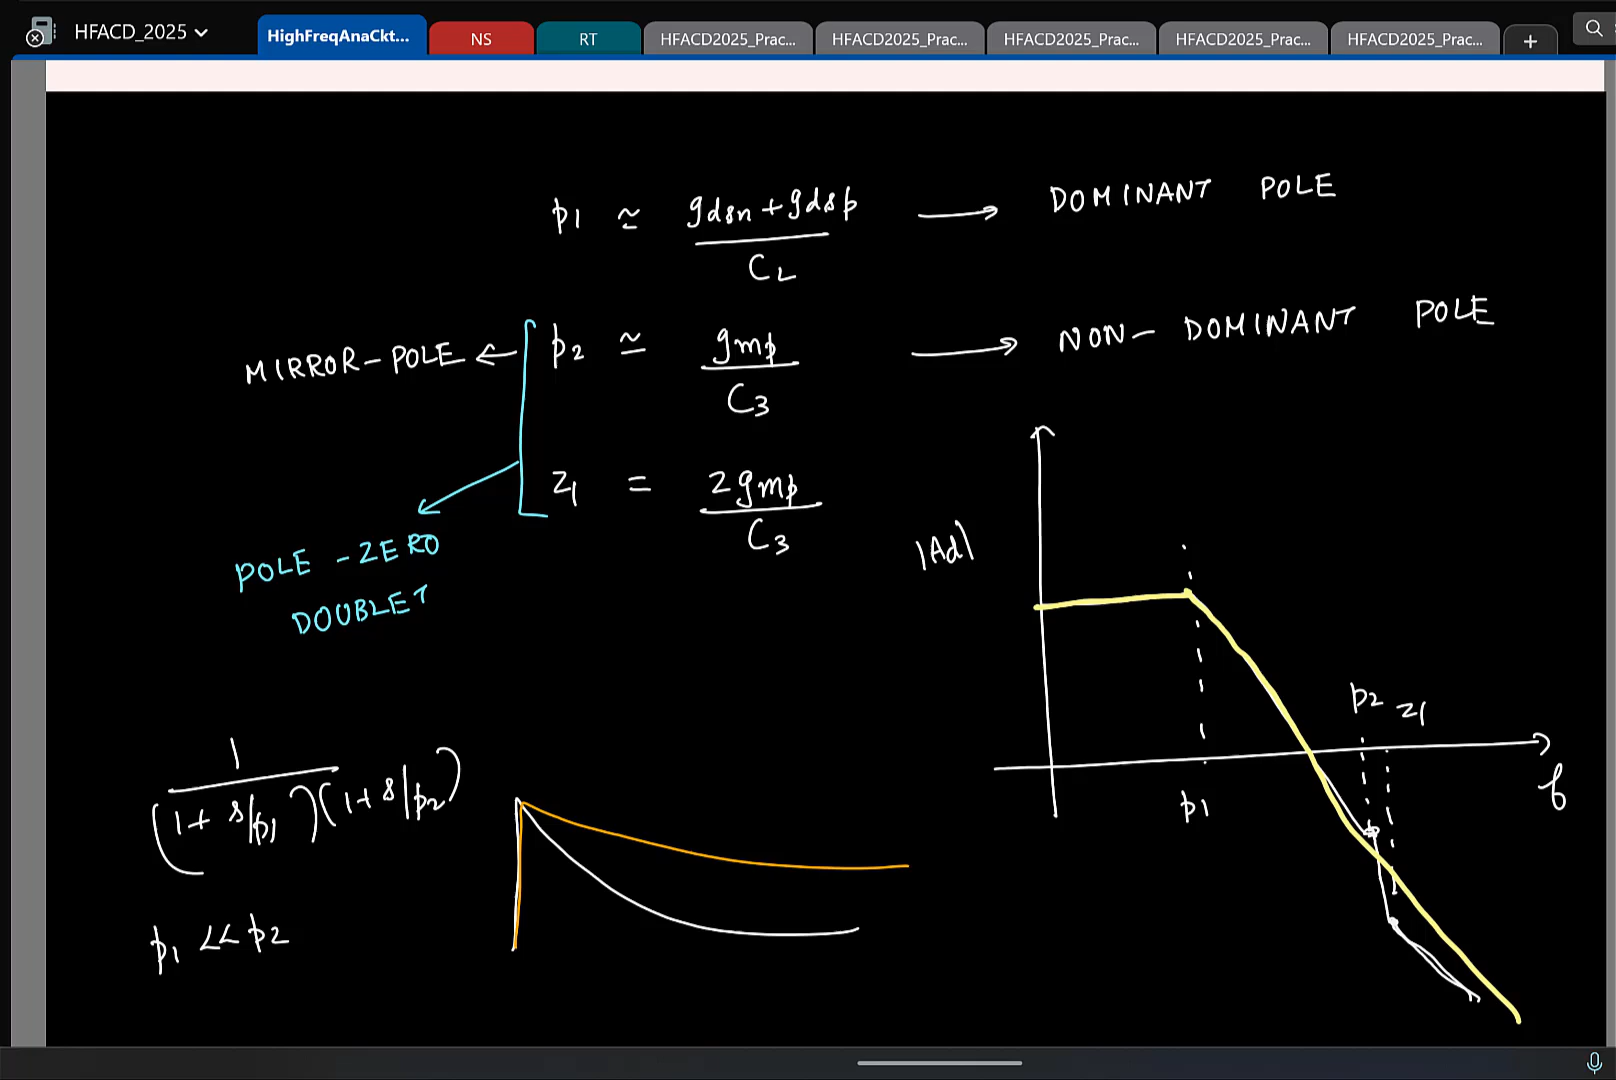 HFACD_2025
HighFreqAnaCkt...
NS
RT
HFACD2025_Prac...
HFACD2025_Prac...
HFACD2025_Prac...
HFACD2025_Prac...
HFACD2025_Prac...
+
p1 ≃ gdsn + gdsp / CL → DOMINANT POLE
MIRROR-POLE ← p2 ≃ gmp / C3 → NON-DOMINANT POLE
z1 = 2gmp / C3
POLE-ZERO
DOUBLET
|Ad|
p2 z1
p1
f
1 / (1 + s/p1)(1 + s/p2)
p1 << p2